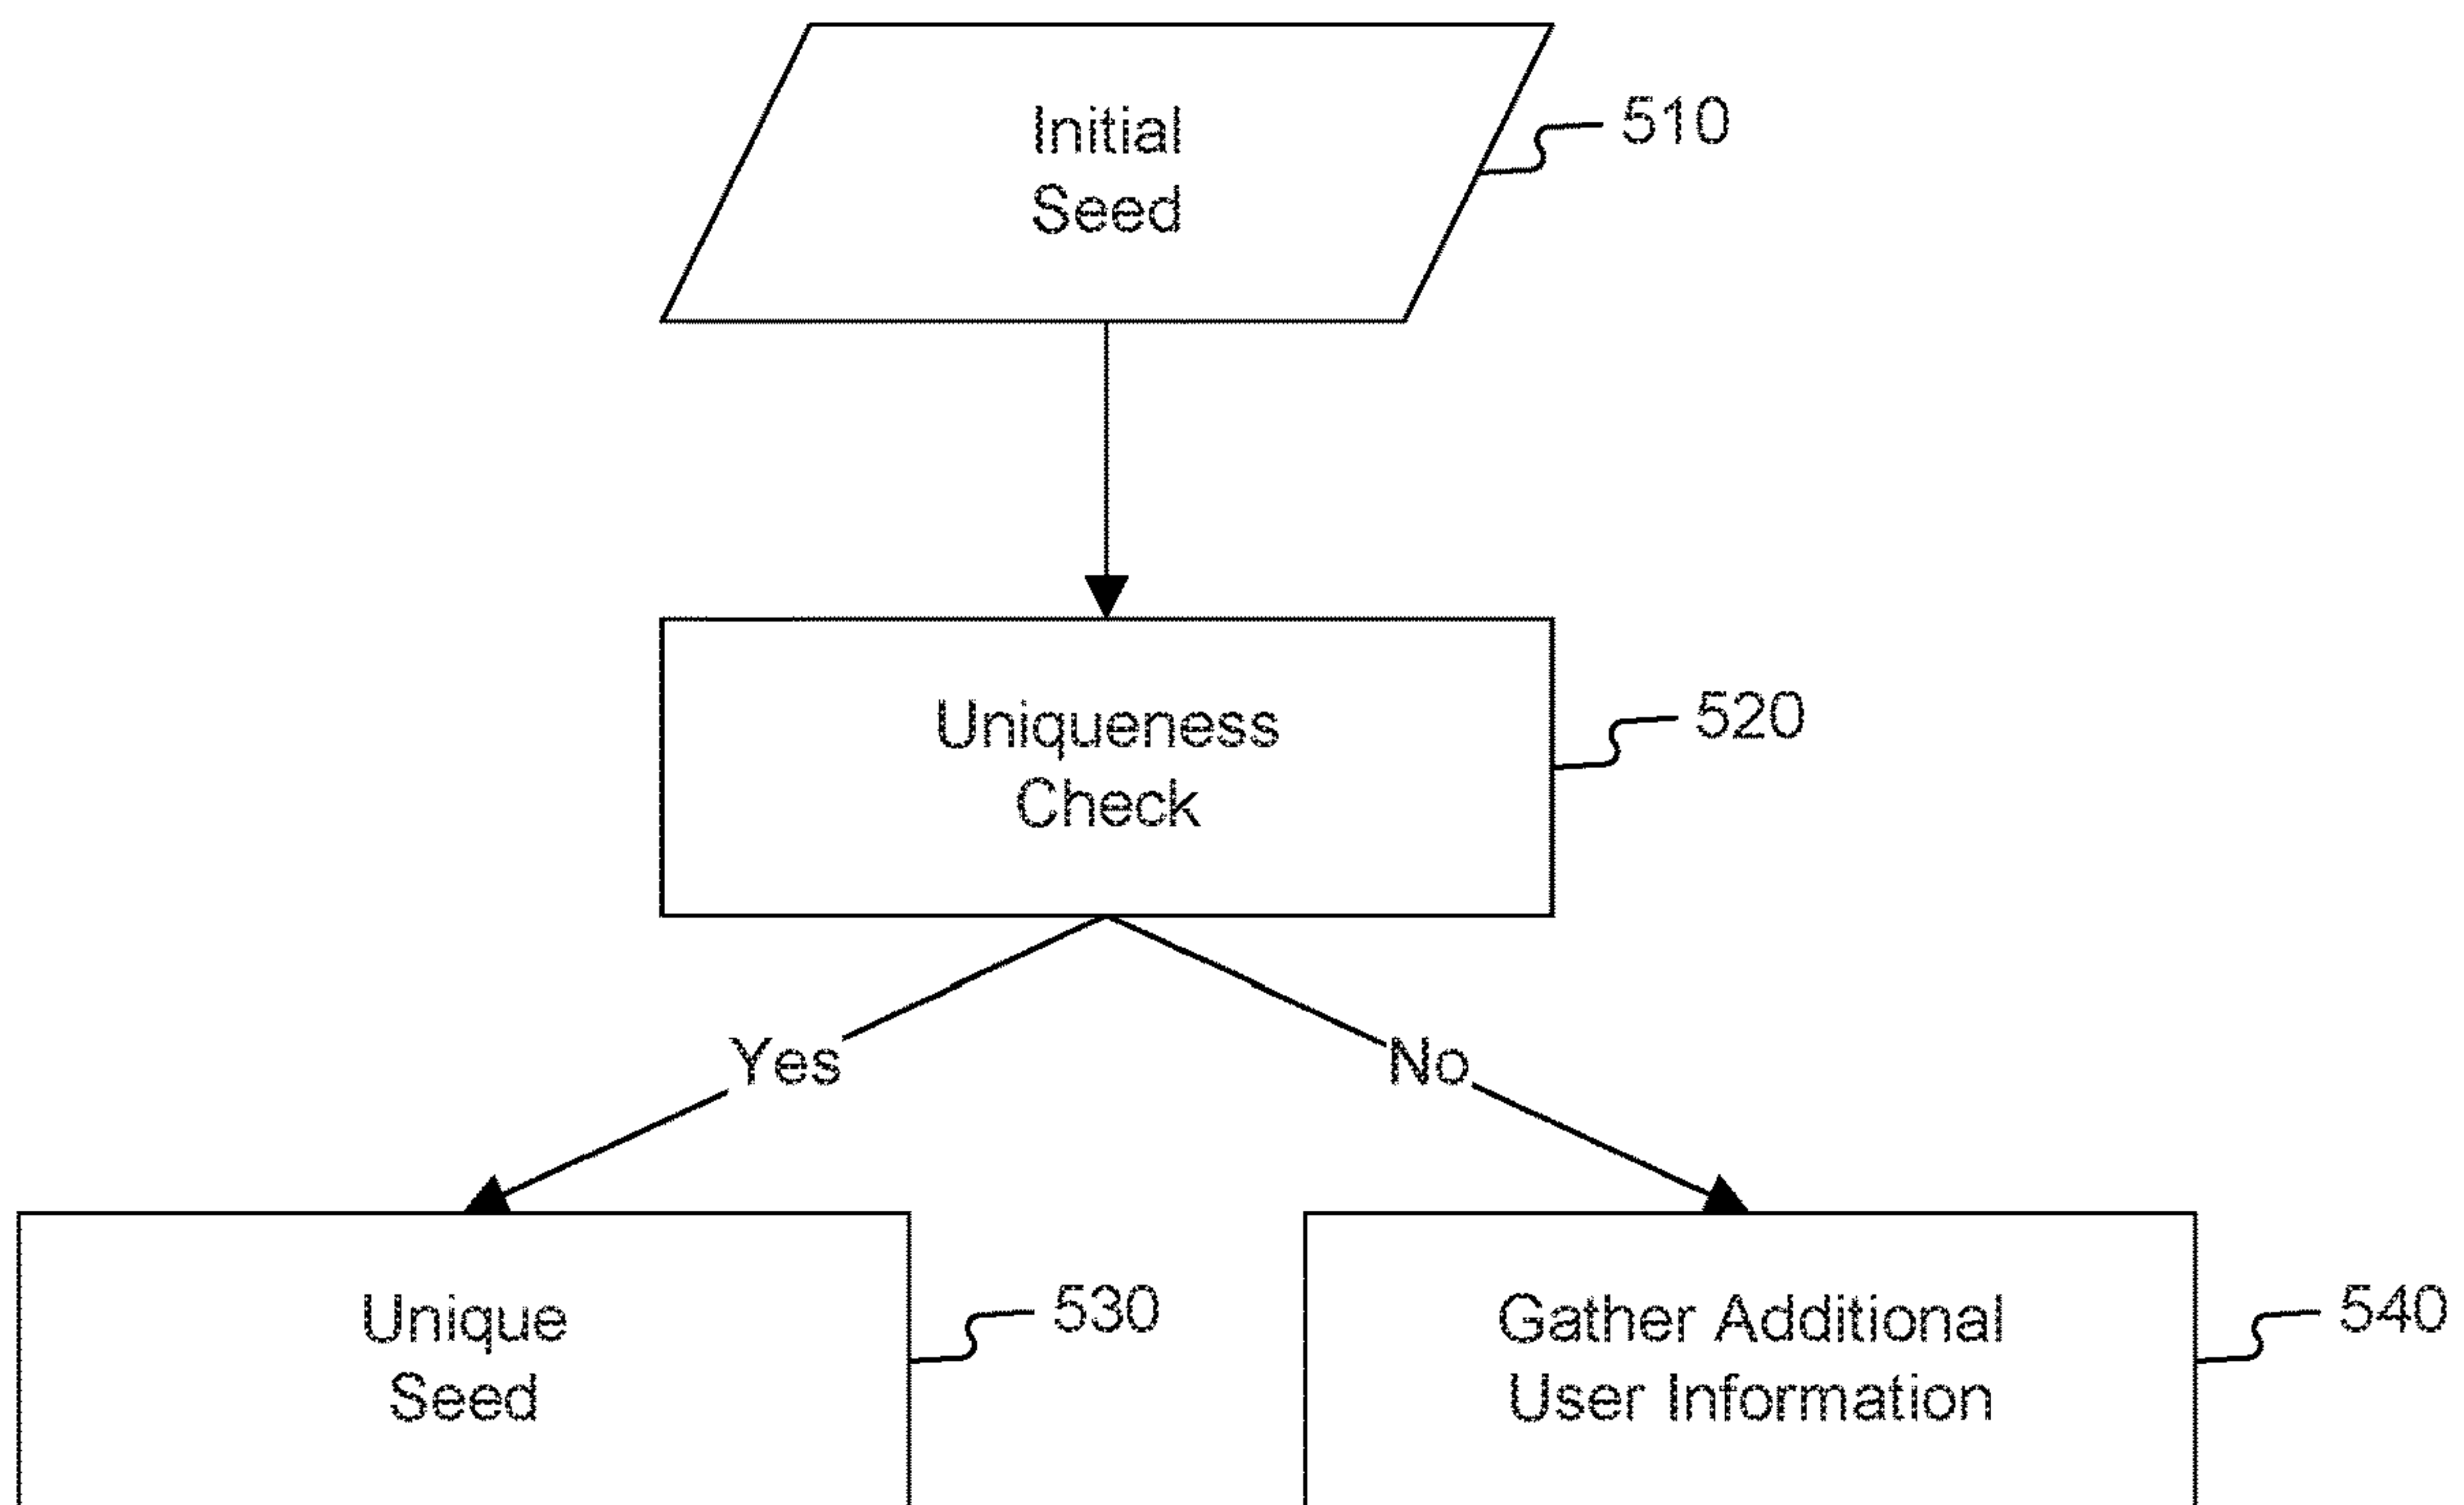 Initial
Seed
510
Uniqueness
Check
520
Yes
No
Unique
Seed
530
Gather Additional
User Information
540